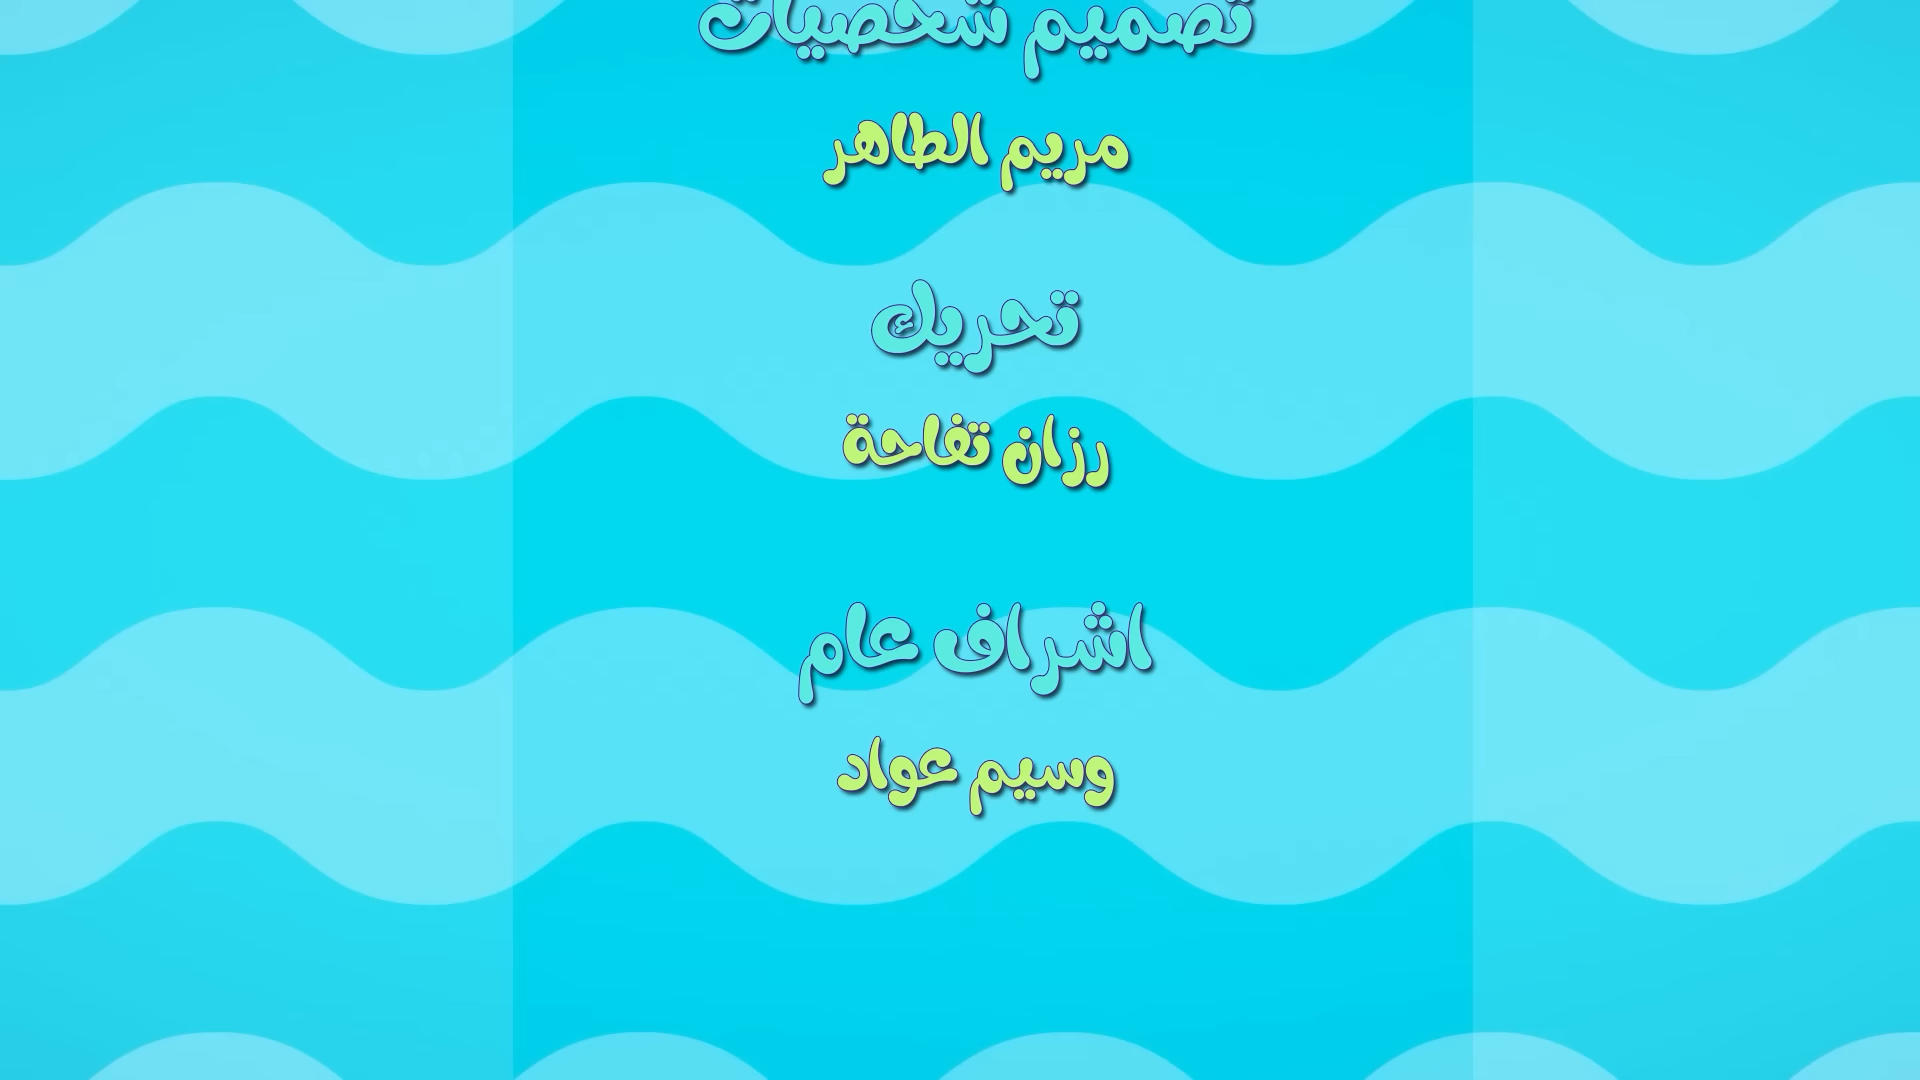 تصميم شخصيات
مريم الطاهر
تحريك
رزان تفاحة
اشراف عام
وسيم عواد